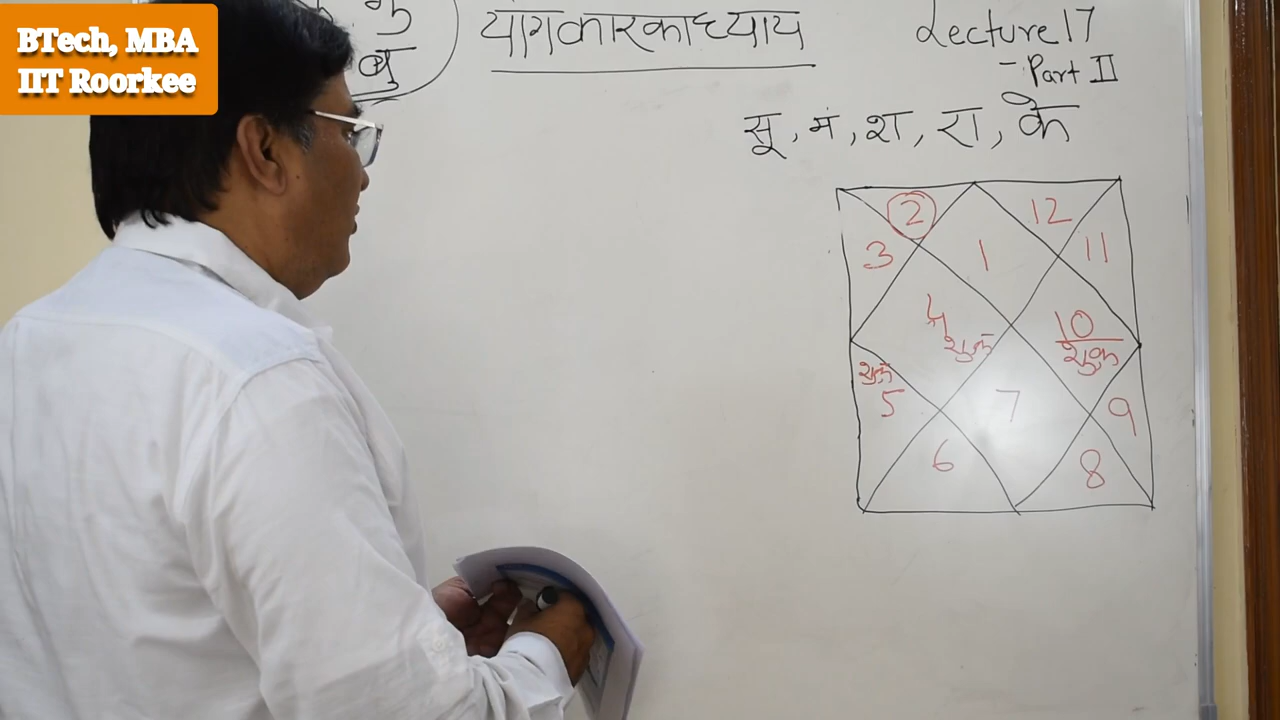 BTech, MBA
IIT Roorkee
गु
बु
योगकारकाध्याय
Lecture 17
- Part II
सू, मं, श, रा, के
2
12
3
1
11
4
10
शुक्र
शुक्र
शुक्र
5
7
9
6
8